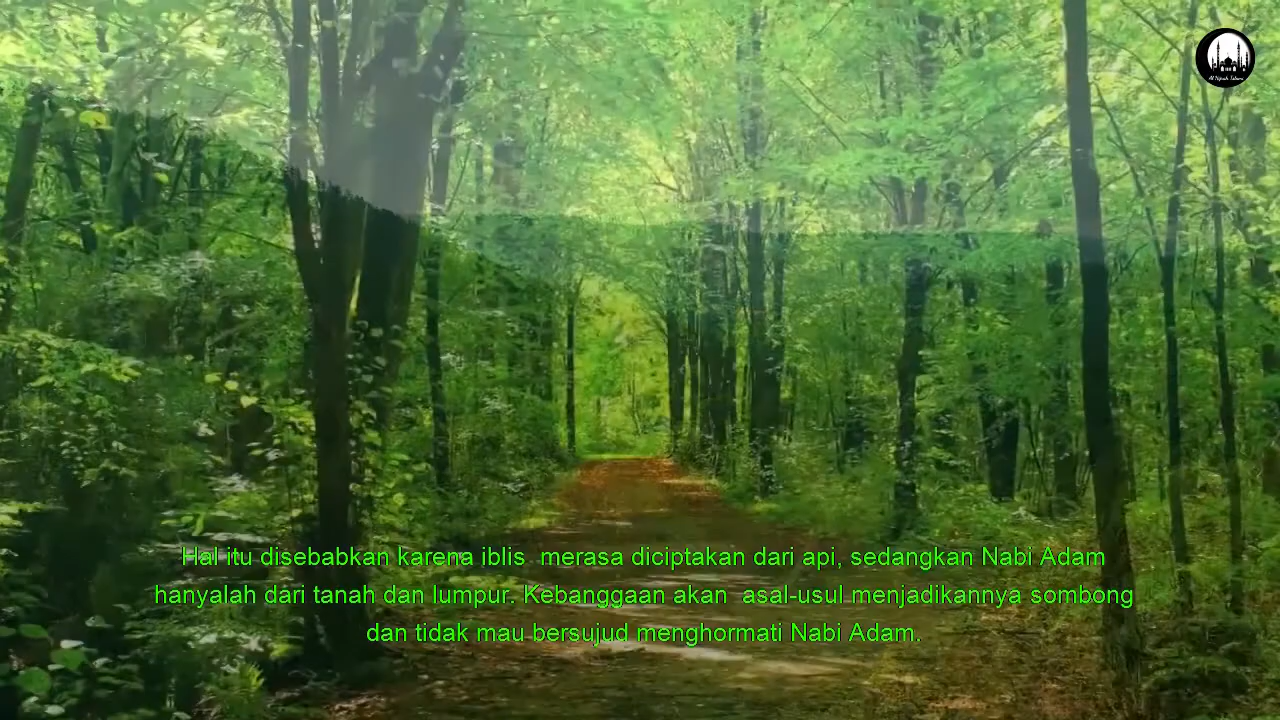 Hal itu disebabkan karena iblis  merasa diciptakan dari api, sedangkan Nabi Adam
hanyalah dari tanah dan lumpur. Kebanggaan akan  asal-usul menjadikannya sombong
dan tidak mau bersujud menghormati Nabi Adam.